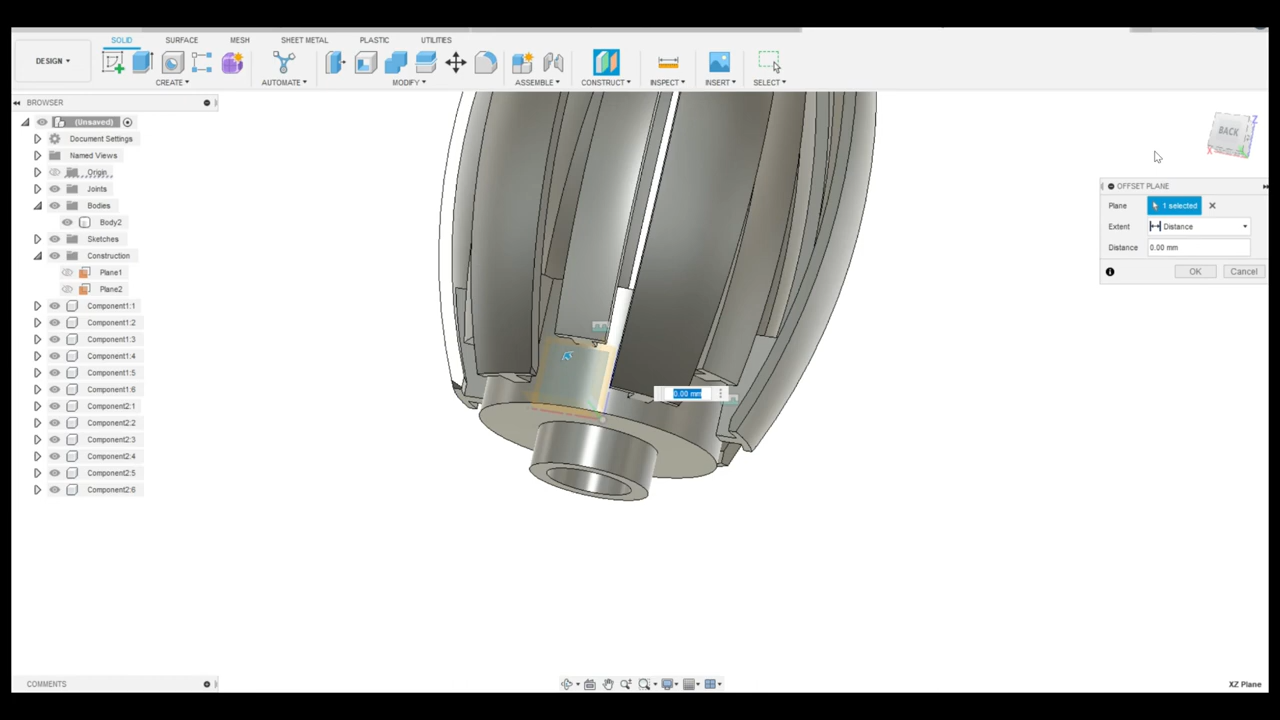 SOLID SURFACE MESH SHEET METAL PLASTIC UTILITIES
DESIGN
CREATE AUTOMATE MODIFY ASSEMBLE CONSTRUCT INSPECT INSERT SELECT
BROWSER
(Unsaved)
Document Settings
Named Views
Origin
Joints
Bodies
Body2
Sketches
Construction
Plane1
Plane2
Component1:1
Component1:2
Component1:3
Component1:4
Component1:5
Component1:6
Component2:1
Component2:2
Component2:3
Component2:4
Component2:5
Component2:6
BACK
Z
X
OFFSET PLANE
Plane 1 selected
Extent Distance
Distance 0.00 mm
OK Cancel
0.00 mm
COMMENTS
XZ Plane